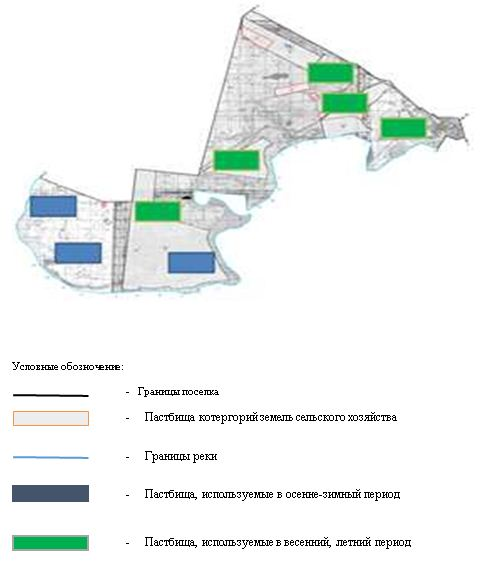 Условные обозначение:
- Границы поселка
- Пастбища котергорий земель сельского хозяйства
- Границы реки
- Пастбища, используемые в осенне-зимный период
- Пастбища, используемые в весенний, летний период